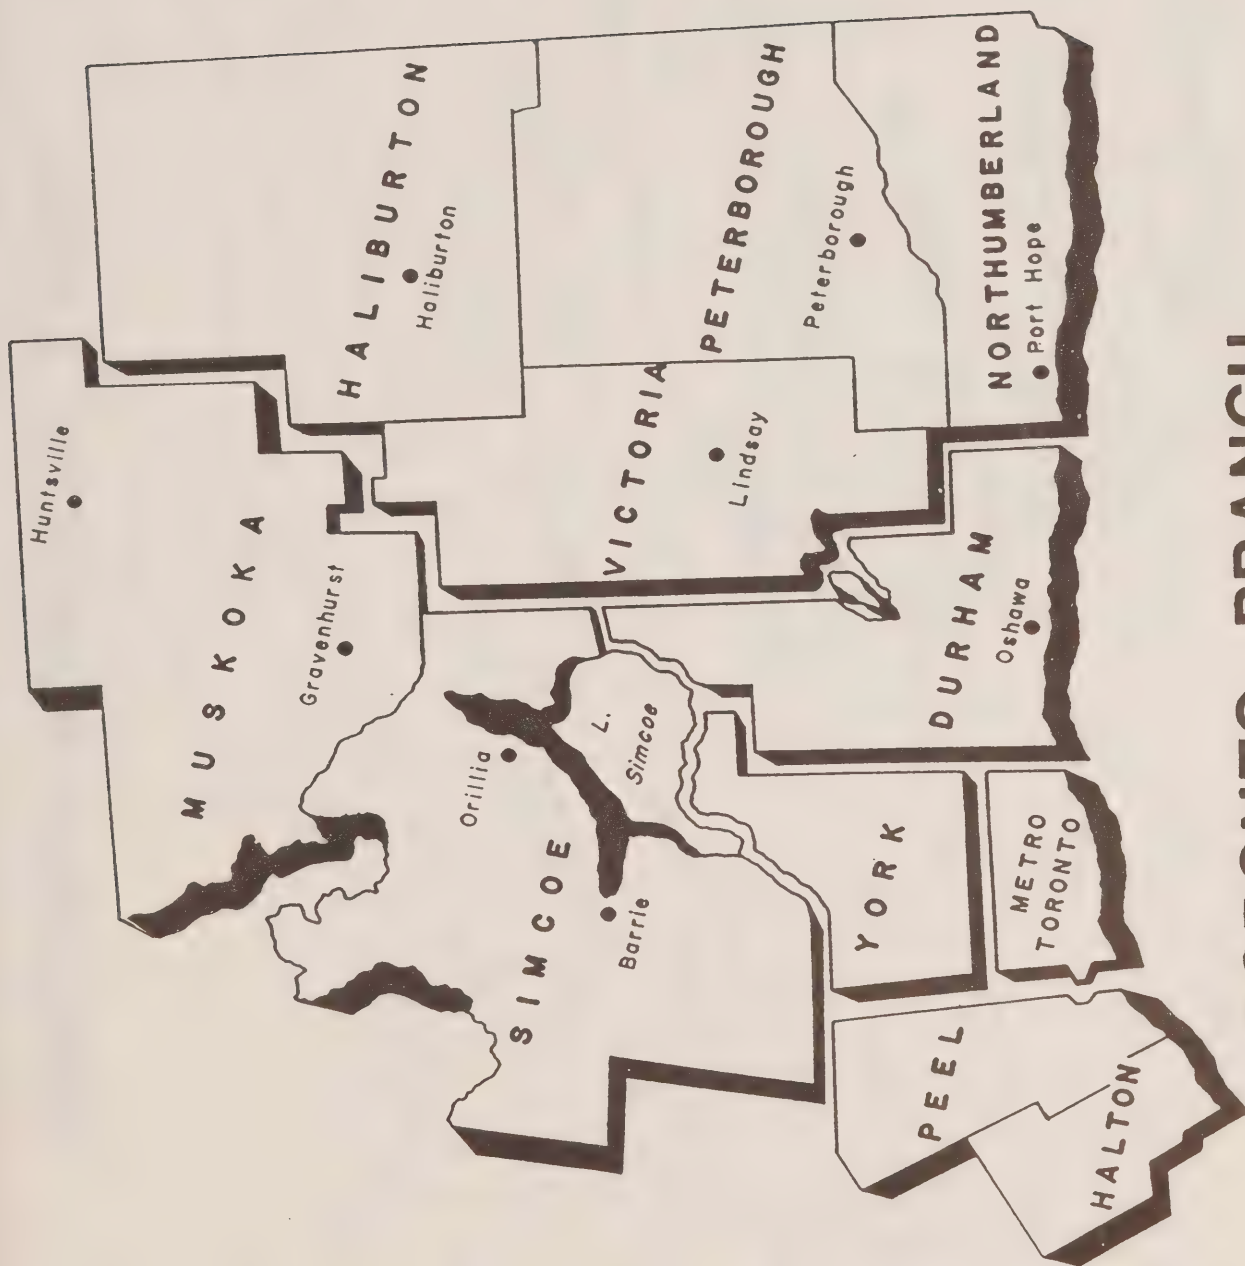 HALIBURTON
Haliburton
Huntsville
MUSKOKA
Gravenhurst
PETERBOROUGH
Peterborough
NORTHUMBERLAND
Port Hope
VICTORIA
Lindsay
DURHAM
Oshawa
L.
Simcoe
Orillia
SIMCOE
Barrie
YORK
METRO
TORONTO
PEEL
HALTON